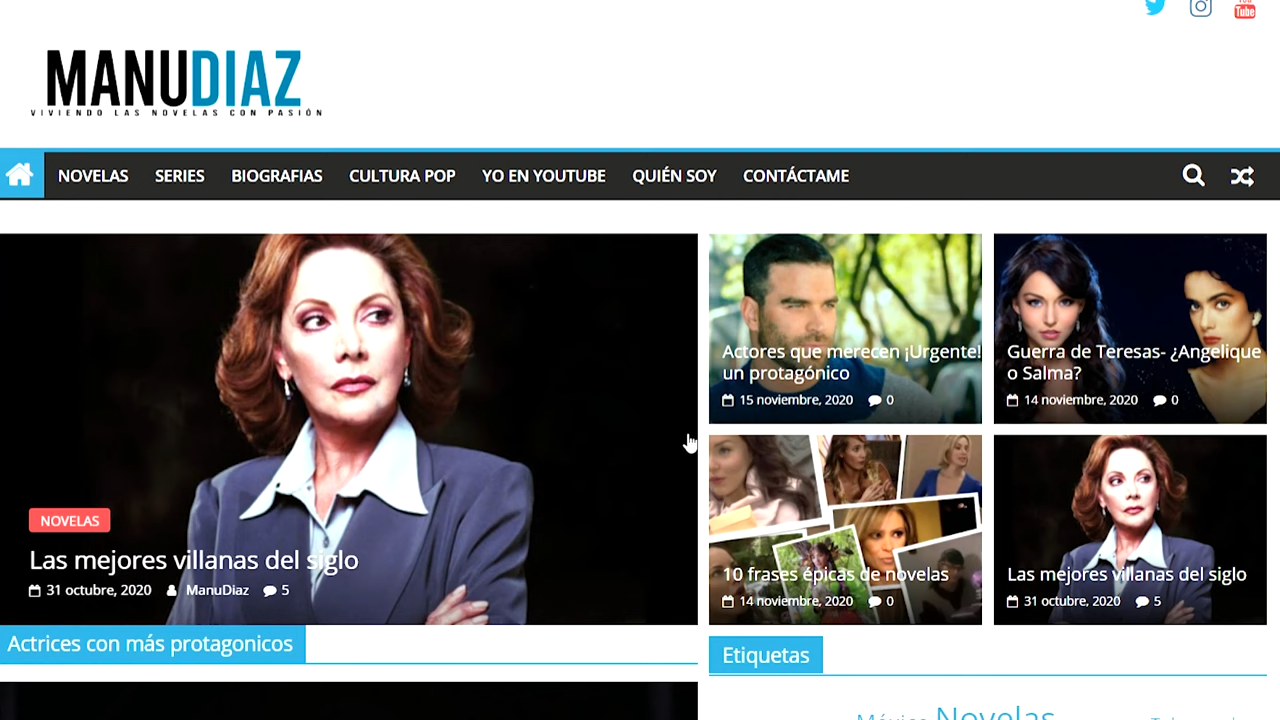 You
Tube
MANUDIAZ
VIVIENDO LAS NOVELAS CON PASIÓN
NOVELAS SERIES BIOGRAFIAS CULTURA POP YO EN YOUTUBE QUIÉN SOY CONTÁCTAME
NOVELAS
Las mejores villanas del siglo
31 octubre, 2020 ManuDiaz 5
Actores que merecen ¡Urgente!
un protagónico
15 noviembre, 2020 0
Guerra de Teresas- ¿Angelique
o Salma?
14 noviembre, 2020 0
10 frases épicas de novelas
14 noviembre, 2020 0
Las mejores villanas del siglo
31 octubre, 2020 5
Actrices con más protagonicos
Etiquetas
México Novelas